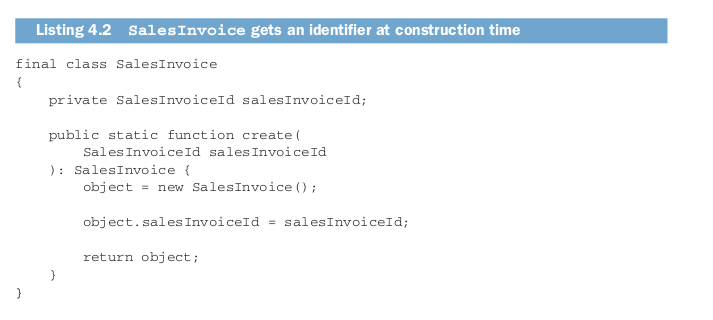 Listing 4.2 SalesInvoice gets an identifier at construction time
final class SalesInvoice
{
    private SalesInvoiceId salesInvoiceId;
    public static function create(
        SalesInvoiceId salesInvoiceId
    ): SalesInvoice {
        object = new SalesInvoice();
        object.salesInvoiceId = salesInvoiceId;
        return object;
    }
}